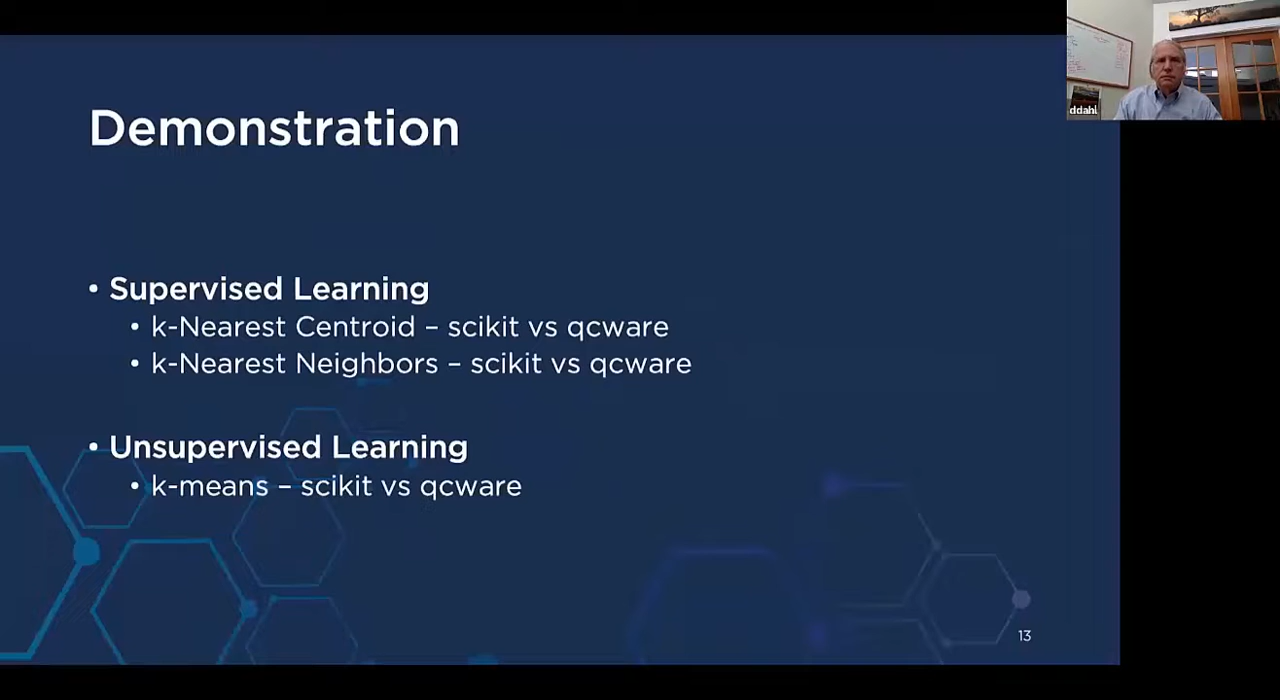 Demonstration
• Supervised Learning
• k-Nearest Centroid – scikit vs qcware
• k-Nearest Neighbors – scikit vs qcware
• Unsupervised Learning
• k-means – scikit vs qcware
13
ddahl